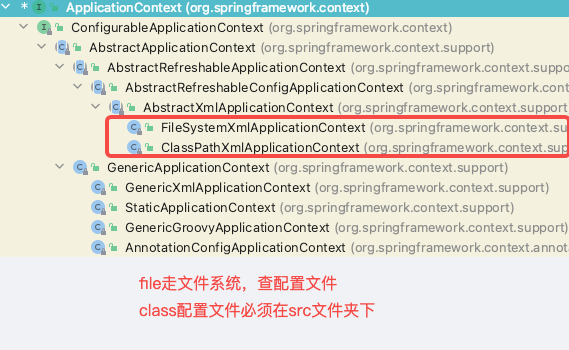 ApplicationContext (org.springframework.context)
ConfigurableApplicationContext (org.springframework.context)
AbstractApplicationContext (org.springframework.context.support)
AbstractRefreshableApplicationContext (org.springframework.context.support)
AbstractRefreshableConfigApplicationContext (org.springframework.context.
AbstractXmlApplicationContext (org.springframework.context.support
FileSystemXmlApplicationContext (org.springframework.context.su
ClassPathXmlApplicationContext (org.springframework.context.sup
GenericApplicationContext (org.springframework.context.support)
GenericXmlApplicationContext (org.springframework.context.support)
StaticApplicationContext (org.springframework.context.support)
GenericGroovyApplicationContext (org.springframework.context.support)
AnnotationConfigApplicationContext (org.springframework.context.annota
file走文件系统，查配置文件
class配置文件必须在src文件夹下